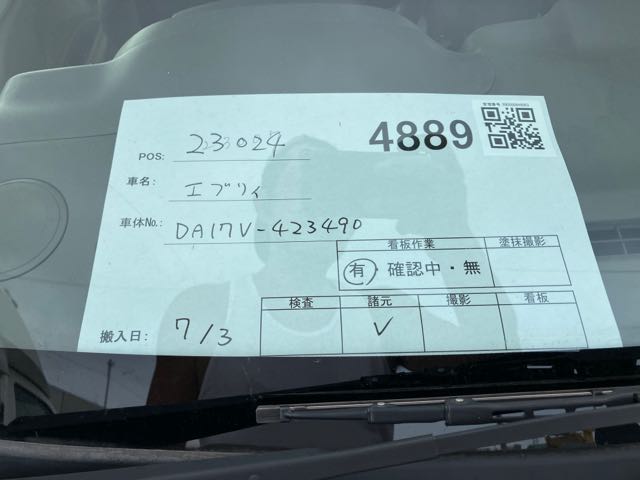 4889
POS: 23024
車名: エブリィ
車体No.: DA17V-423490
看板作業 塗抹撮影
有・確認中・無
検査 諸元 撮影 看板
搬入日: 7/3 ✓